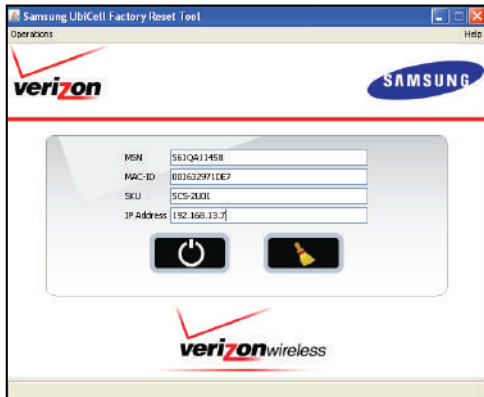 Samsung UbiCell Factory Reset Tool
Operations Help
verizon
SAMSUNG
MSN S61QA11458
MAC-ID 001632971DE7
SKU SCS-2U01
IP Address 192.168.13.7
verizonwireless